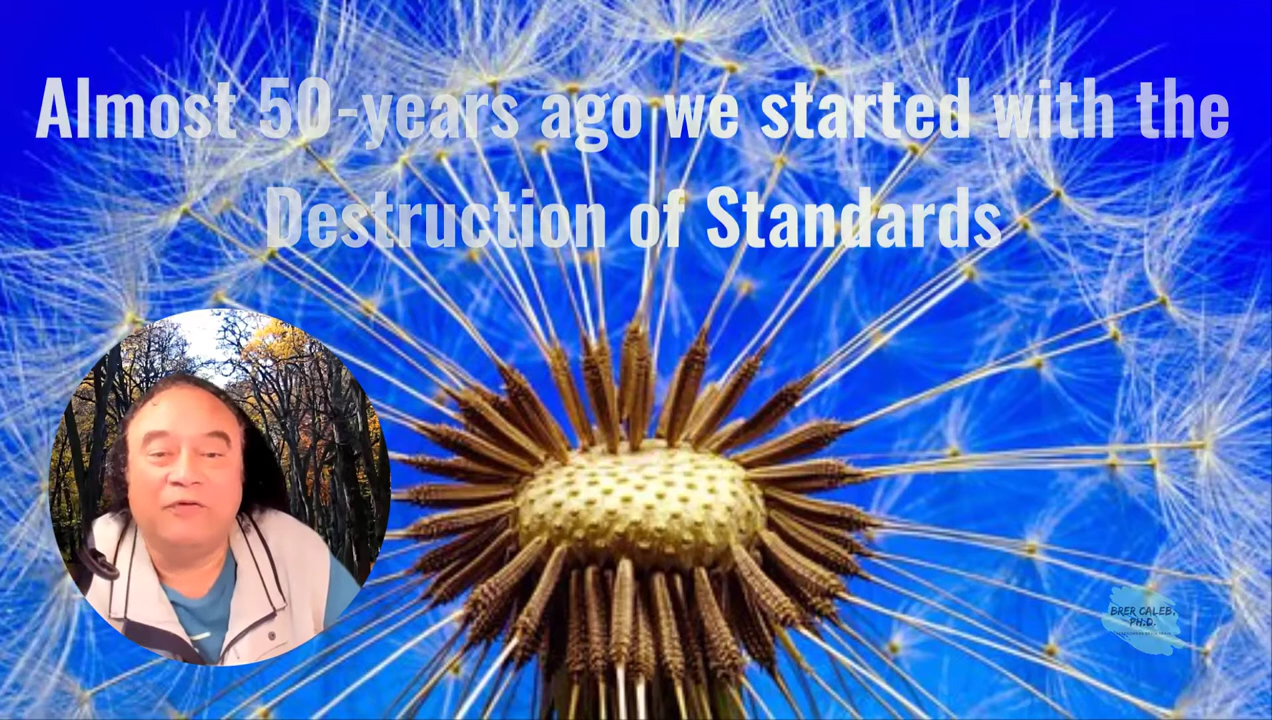 Almost 50-years ago we started with the
Destruction of Standards
BRER CALEB,
PH.D.